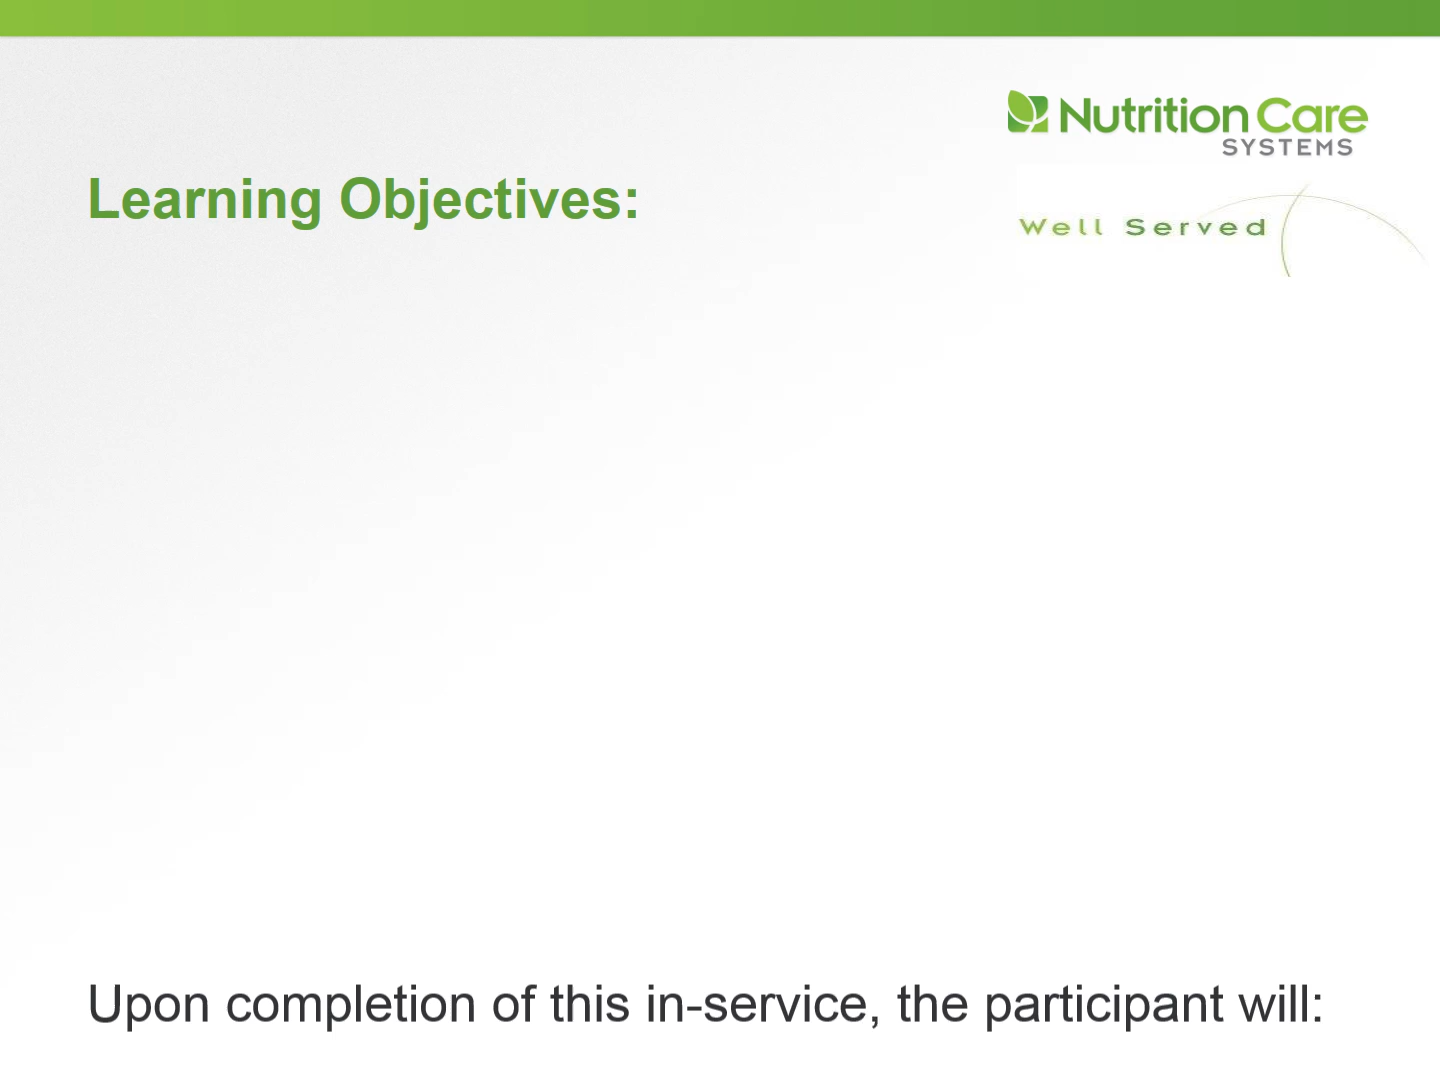 Nutrition Care
SYSTEMS
Learning Objectives:
Well Served
Upon completion of this in-service, the participant will: